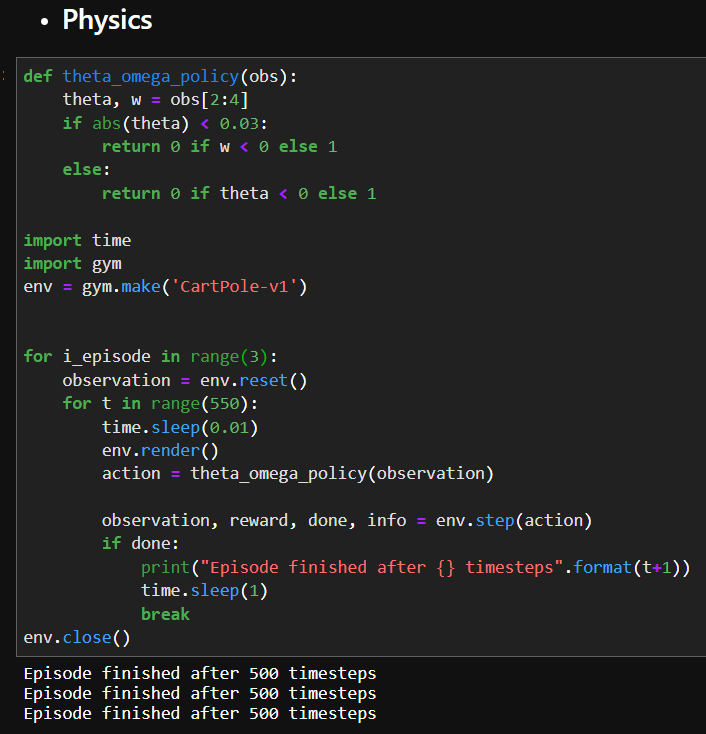 • Physics
def theta_omega_policy(obs):
    theta, w = obs[2:4]
    if abs(theta) < 0.03:
        return 0 if w < 0 else 1
    else:
        return 0 if theta < 0 else 1

import time
import gym
env = gym.make('CartPole-v1')


for i_episode in range(3):
    observation = env.reset()
    for t in range(550):
        time.sleep(0.01)
        env.render()
        action = theta_omega_policy(observation)

        observation, reward, done, info = env.step(action)
        if done:
            print("Episode finished after {} timesteps".format(t+1))
            time.sleep(1)
            break
env.close()
Episode finished after 500 timesteps
Episode finished after 500 timesteps
Episode finished after 500 timesteps